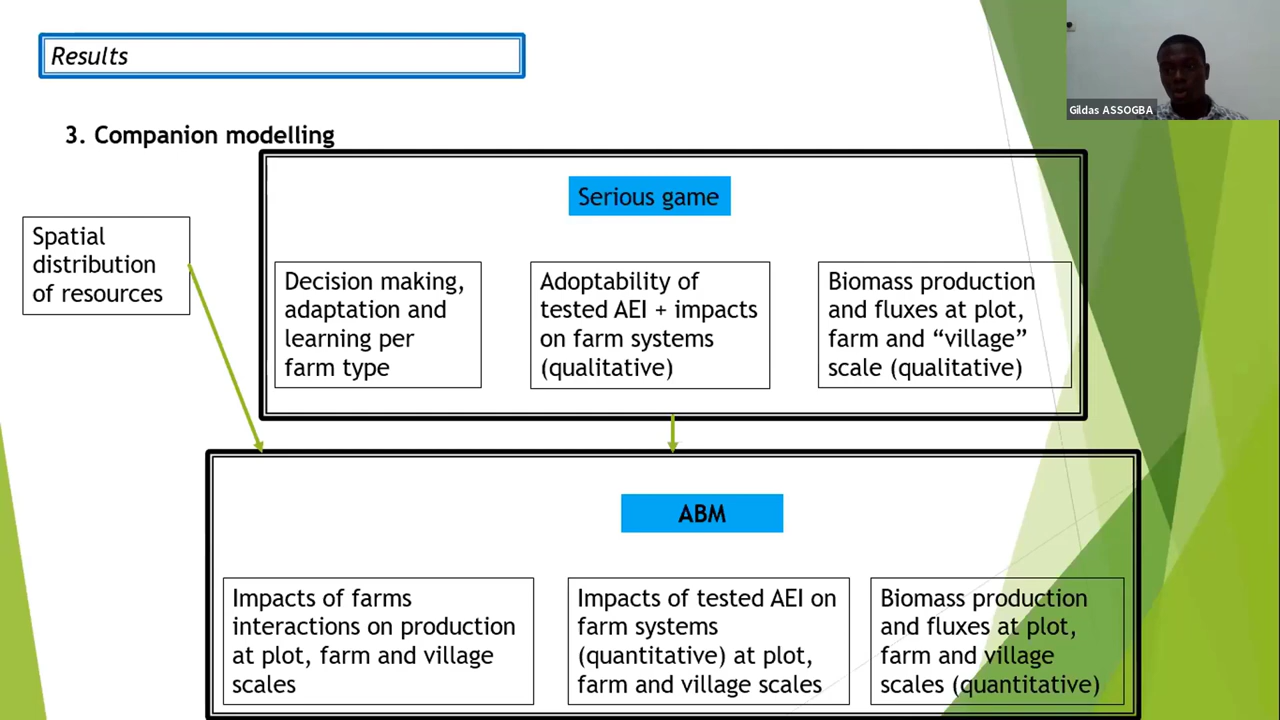 Results
Gildas ASSOGBA
3. Companion modelling
Serious game
Spatial
distribution
of resources
Decision making,
adaptation and
learning per
farm type
Adoptability of
tested AEI + impacts
on farm systems
(qualitative)
Biomass production
and fluxes at plot,
farm and “village”
scale (qualitative)
ABM
Impacts of farms
interactions on production
at plot, farm and village
scales
Impacts of tested AEI on
farm systems
(quantitative) at plot,
farm and village scales
Biomass production
and fluxes at plot,
farm and village
scales (quantitative)